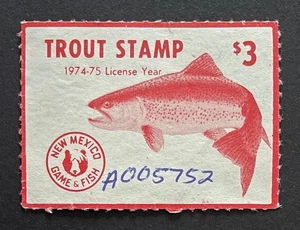 TROUT STAMP $3
1974-75 License Year
NEW MEXICO
GAME & FISH
A005752